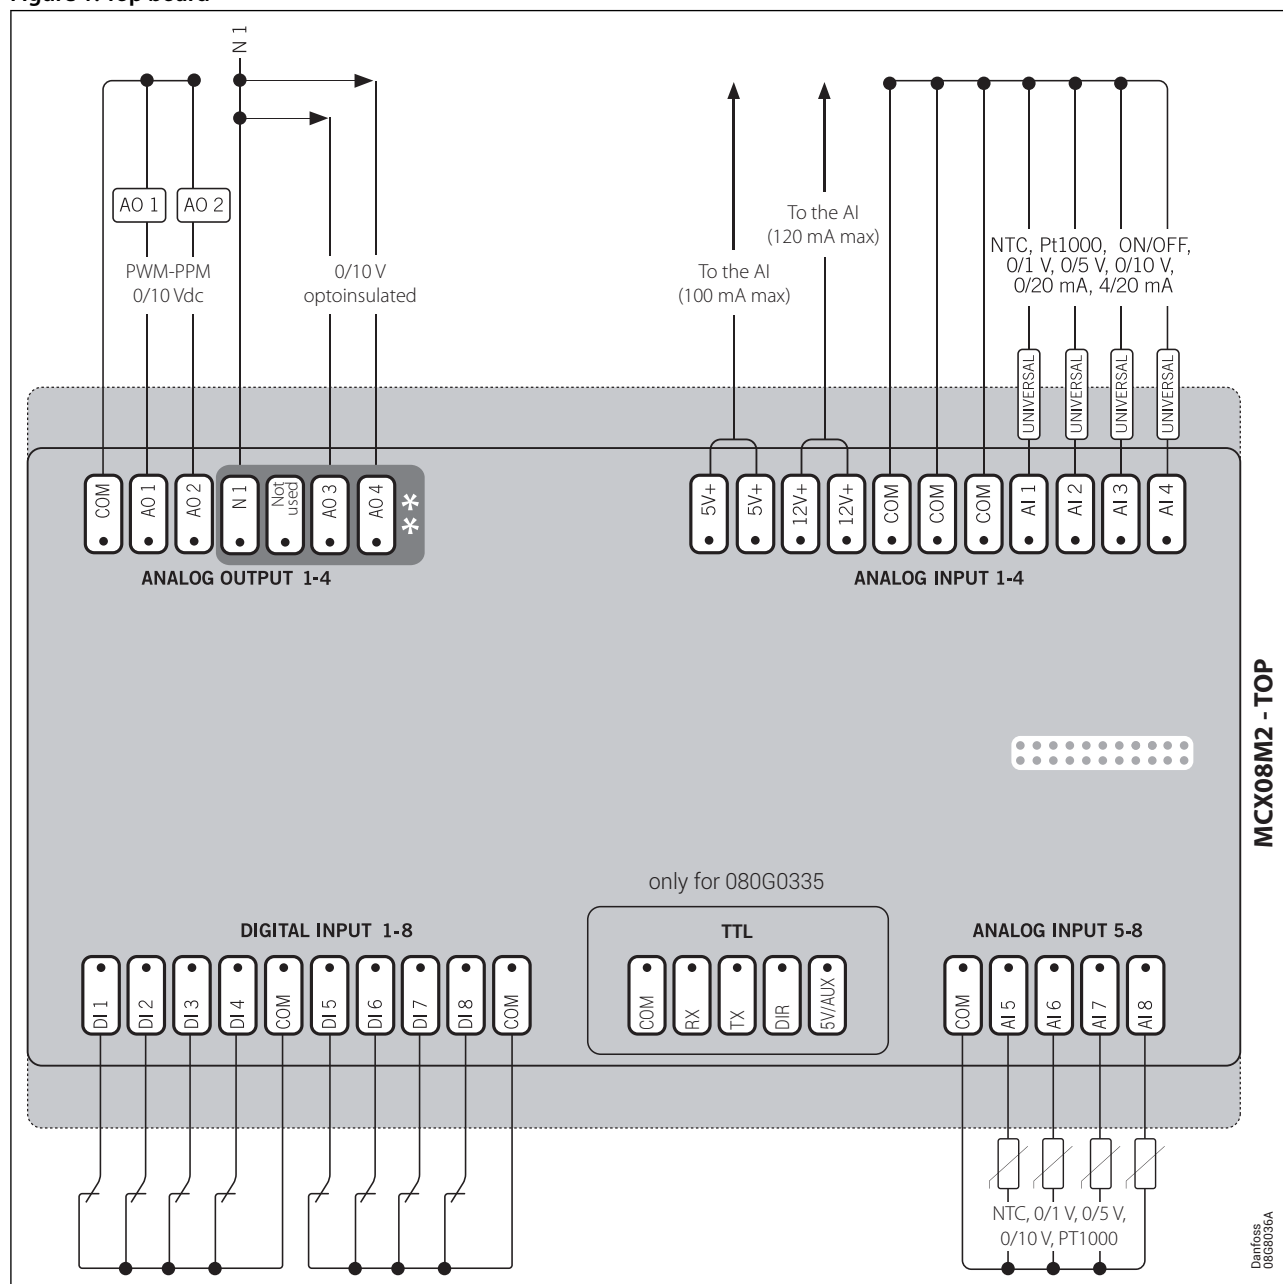 N 1
AO 1
AO 2
PWM-PPM
0/10 Vdc
0/10 V
optoinsulated
To the AI
(100 mA max)
To the AI
(120 mA max)
NTC, Pt1000, ON/OFF,
0/1 V, 0/5 V, 0/10 V,
0/20 mA, 4/20 mA
UNIVERSAL
UNIVERSAL
UNIVERSAL
UNIVERSAL
COM
AO 1
AO 2
N 1
Not
used
AO 3
AO 4
**
5V+
5V+
12V+
12V+
COM
COM
COM
AI 1
AI 2
AI 3
AI 4
ANALOG OUTPUT 1-4
ANALOG INPUT 1-4
MCX08M2 - TOP
only for 080G0335
DIGITAL INPUT 1-8
TTL
ANALOG INPUT 5-8
DI 1
DI 2
DI 3
DI 4
COM
DI 5
DI 6
DI 7
DI 8
COM
COM
RX
TX
DIR
5V/AUX
COM
AI 5
AI 6
AI 7
AI 8
NTC, 0/1 V, 0/5 V,
0/10 V, PT1000
Danfoss
08G8036A